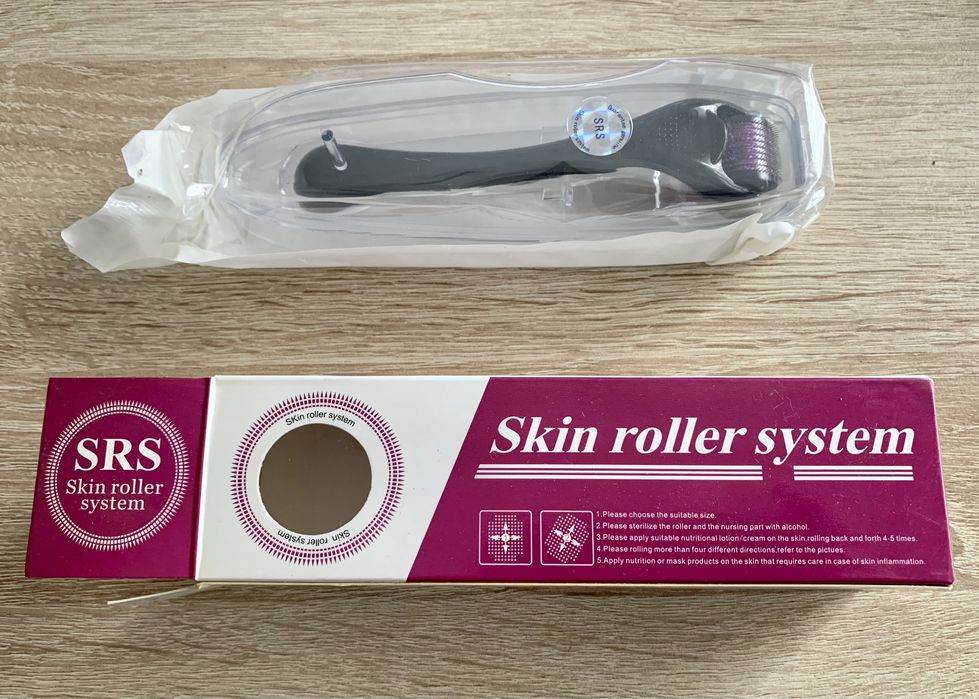 SRS
SRS
Skin roller
system
SKin roller system
Skin roller system
Skin roller system
1.Please choose the suitable size.
2.Please sterilize the roller and the nursing part with alcohol.
3.Please apply suitable nutritional lotion/cream on the skin,rolling back and forth 4-5 times.
4.Please rolling more than four different directions,refer to the pictues.
5.Apply nutrition or mask products on the skin that requires care in case of skin inflammation.